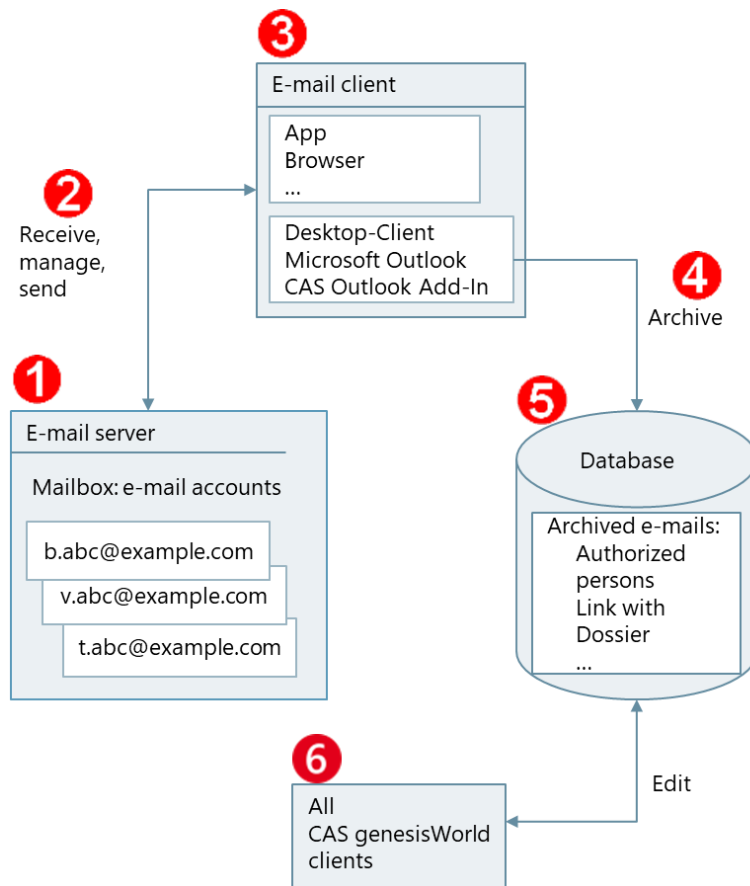 3
E-mail client
App
Browser
...
2
Receive,
manage,
send
Desktop-Client
Microsoft Outlook
CAS Outlook Add-In
4
Archive
1
E-mail server
Mailbox: e-mail accounts
b.abc@example.com
v.abc@example.com
t.abc@example.com
5
Database
Archived e-mails:
Authorized
persons
Link with
Dossier
...
6
All
CAS genesisWorld
clients
Edit